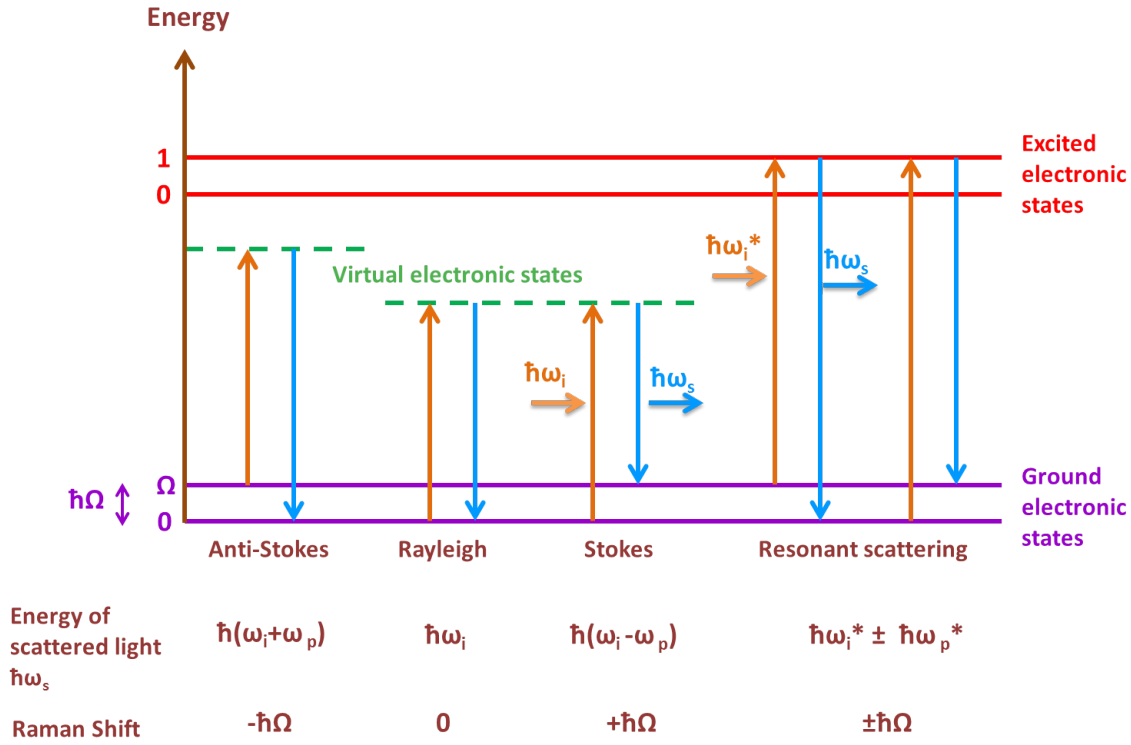 Energy
1
0
Excited
electronic
states
Virtual electronic states
ħωᵢ*
ħωₛ
ħωᵢ
ħωₛ
ħΩ
Ω
0
Ground
electronic
states
Anti-Stokes Rayleigh Stokes Resonant scattering
Energy of
scattered light
ħωₛ
ħ(ωᵢ+ωₚ) ħωᵢ ħ(ωᵢ-ωₚ) ħωᵢ* ± ħωₚ*
Raman Shift -ħΩ 0 +ħΩ ±ħΩ